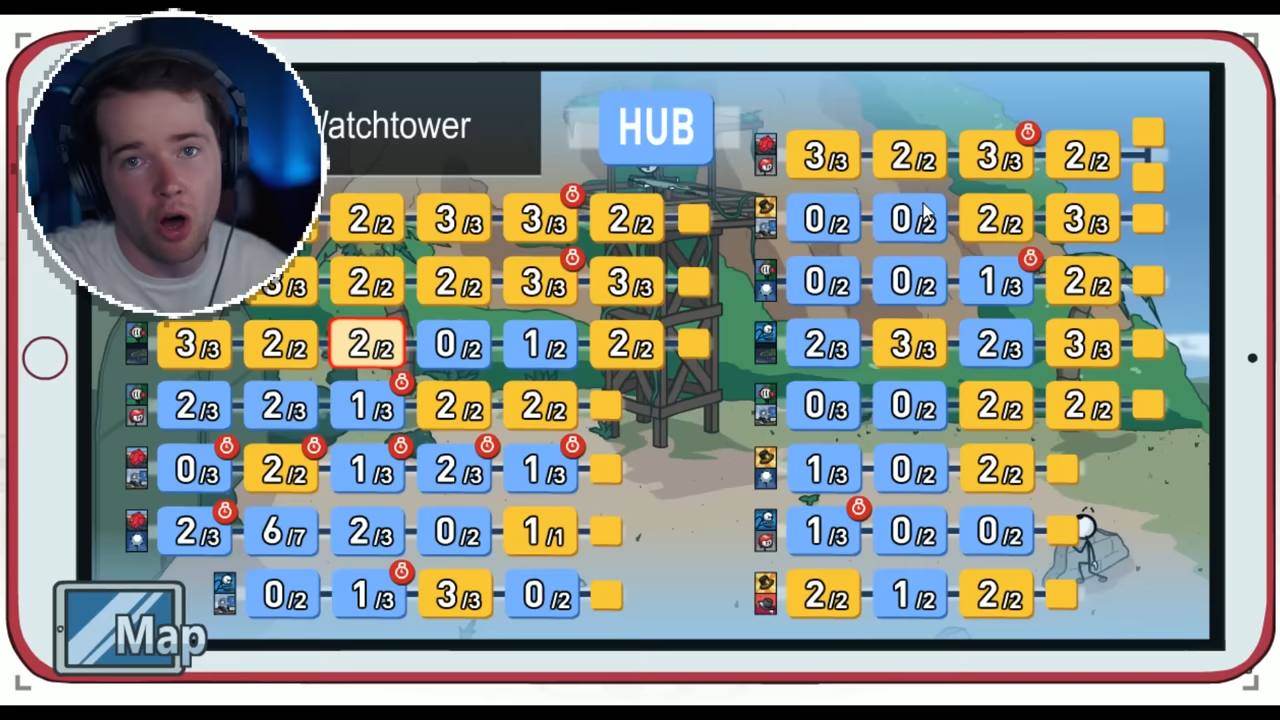 Watchtower
HUB
3/3 2/2 3/3 2/2
2/2 3/3 3/3 2/2 0/2 0/2 2/2 3/3
3/3 2/2 2/2 3/3 3/3 0/2 0/2 1/3 2/2
3/3 2/2 2/2 0/2 1/2 2/2 2/3 3/3 2/3 3/3
2/3 2/3 1/3 2/2 2/2 0/3 0/2 2/2 2/2
0/3 2/2 1/3 2/3 1/3 1/3 0/2 2/2
2/3 6/7 2/3 0/2 1/1 1/3 0/2 0/2
0/2 1/3 3/3 0/2 2/2 1/2 2/2
Map